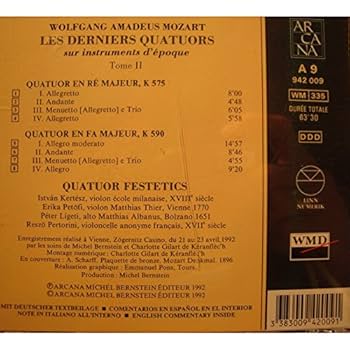 WOLFGANG AMADEUS MOZART
LES DERNIERS QUATUORS
sur instruments d'époque
Tome II
QUATUOR EN RÉ MAJEUR, K 575
1 I. Allegretto 8'00
2 II. Andante 4'48
3 III. Menuetto [Allegretto] e Trio 6'05
4 IV. Allegretto 5'58
QUATUOR EN FA MAJEUR, K 590
5 I. Allegro moderato 14'57
6 II. Andante 8'46
7 III. Menuetto [Allegretto] e Trio 4'55
8 IV. Allegro 9'20
QUATUOR FESTETICS
István Kertész, violon école milanaise, XVIIIe siècle
Erika Petőfi, violon Matthias Thier, Vienne 1770
Péter Ligeti, alto Matthias Albanus, Bolzano 1651
Rezső Pertorini, violoncelle anonyme français, XVIIIe siècle
Enregistrement réalisé à Vienne, Zögernitz Casino, du 21 au 23 avril 1992
par les soins de Michel Bernstein et Charlotte Gilart de Kéranflec'h
Montage numérique: Charlotte Gilart de Kéranflec'h
En couverture: A. Schaff, Plaquette de bronze, Mozart Denkmal, 1896
Réalisation graphique: Emmanuel Pons, Tours.
Production: Michel Bernstein
Ⓟ ARCANA MICHEL BERNSTEIN ÉDITEUR 1992
© ARCANA MICHEL BERNSTEIN ÉDITEUR 1992
MIT DEUTSCHER TEXTBEILAGE • COMENTARIOS EN ESPAÑOL EN EL INTERIOR
NOTE IN ITALIANO ALL'INTERNO • ENGLISH COMMENTARY INSIDE
AR
CA
NA
A 9
942 009
WM 335
DURÉE TOTALE
63'30
DDD
LINN
NUMERIK
WMD
3 383009 420091